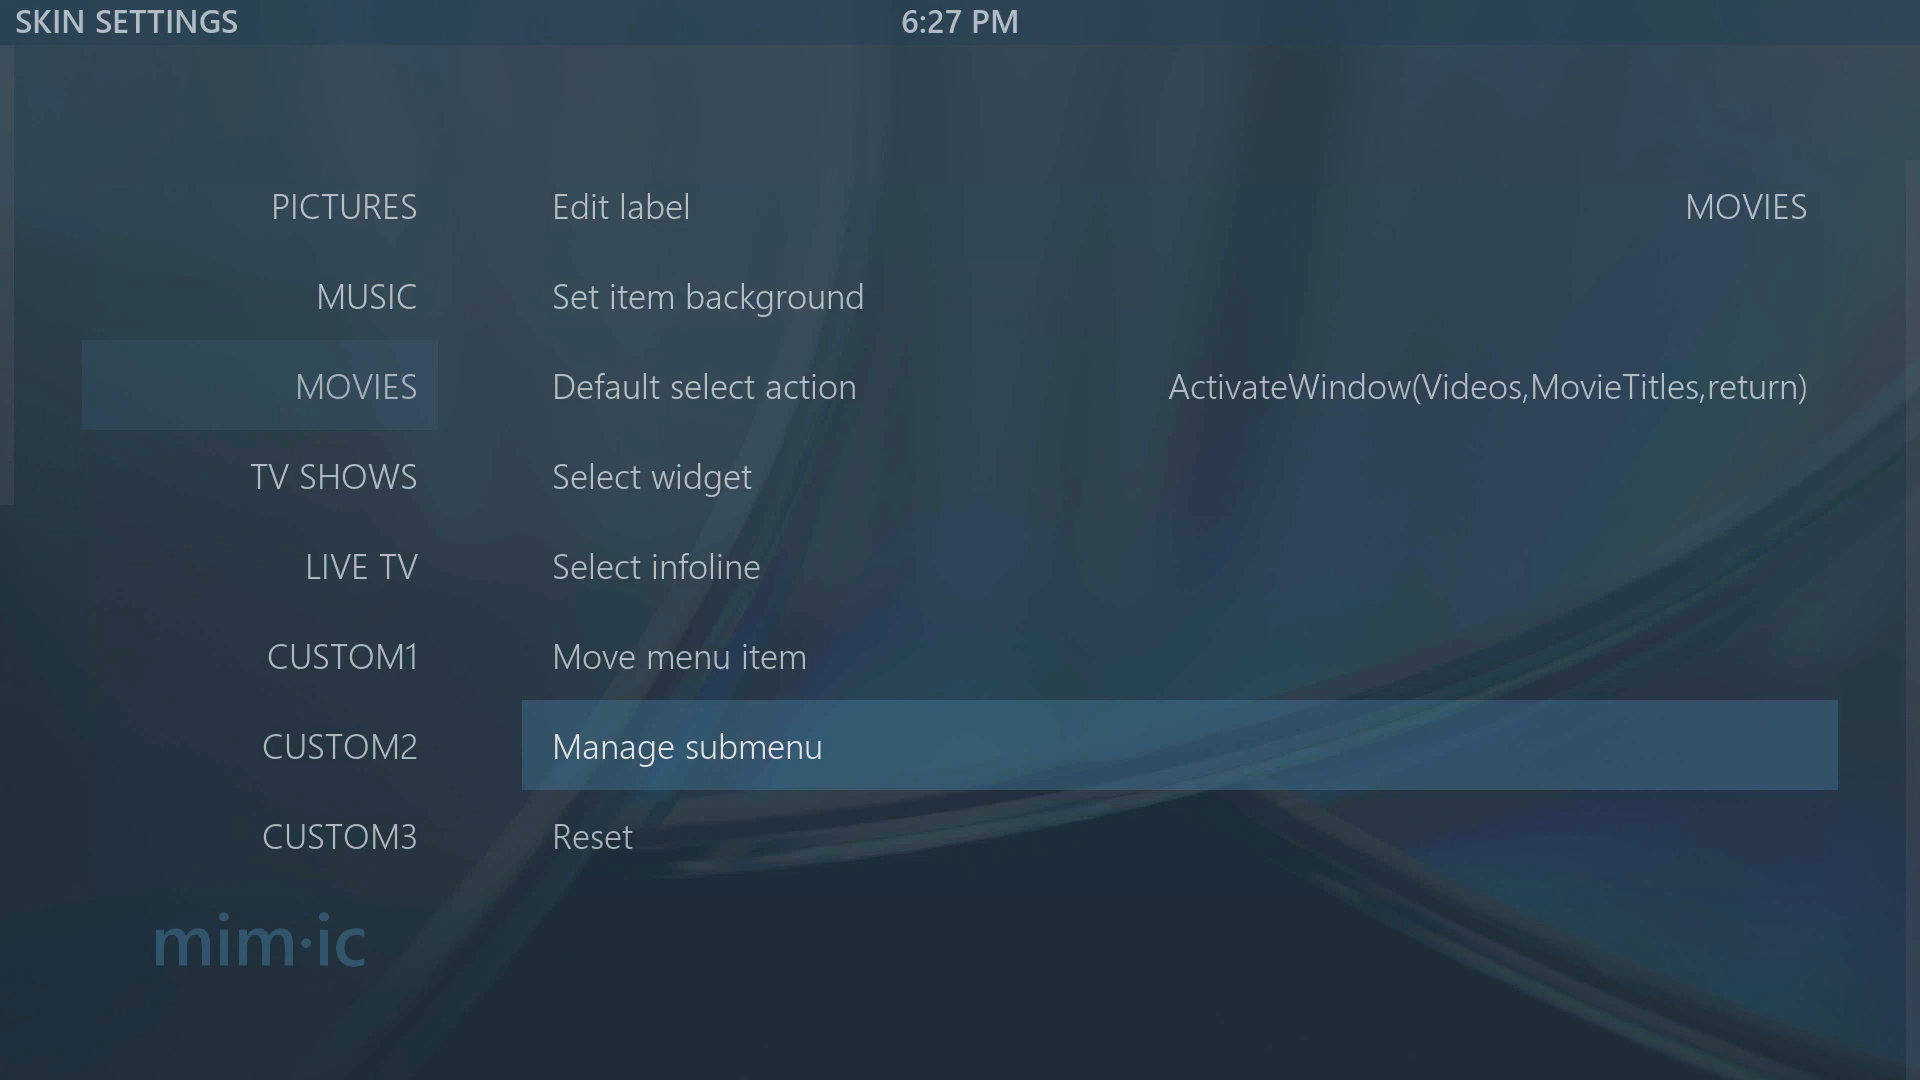 SKIN SETTINGS
6:27 PM
PICTURES
MUSIC
MOVIES
TV SHOWS
LIVE TV
CUSTOM1
CUSTOM2
CUSTOM3
mim·ic
Edit label MOVIES
Set item background
Default select action ActivateWindow(Videos,MovieTitles,return)
Select widget
Select infoline
Move menu item
Manage submenu
Reset